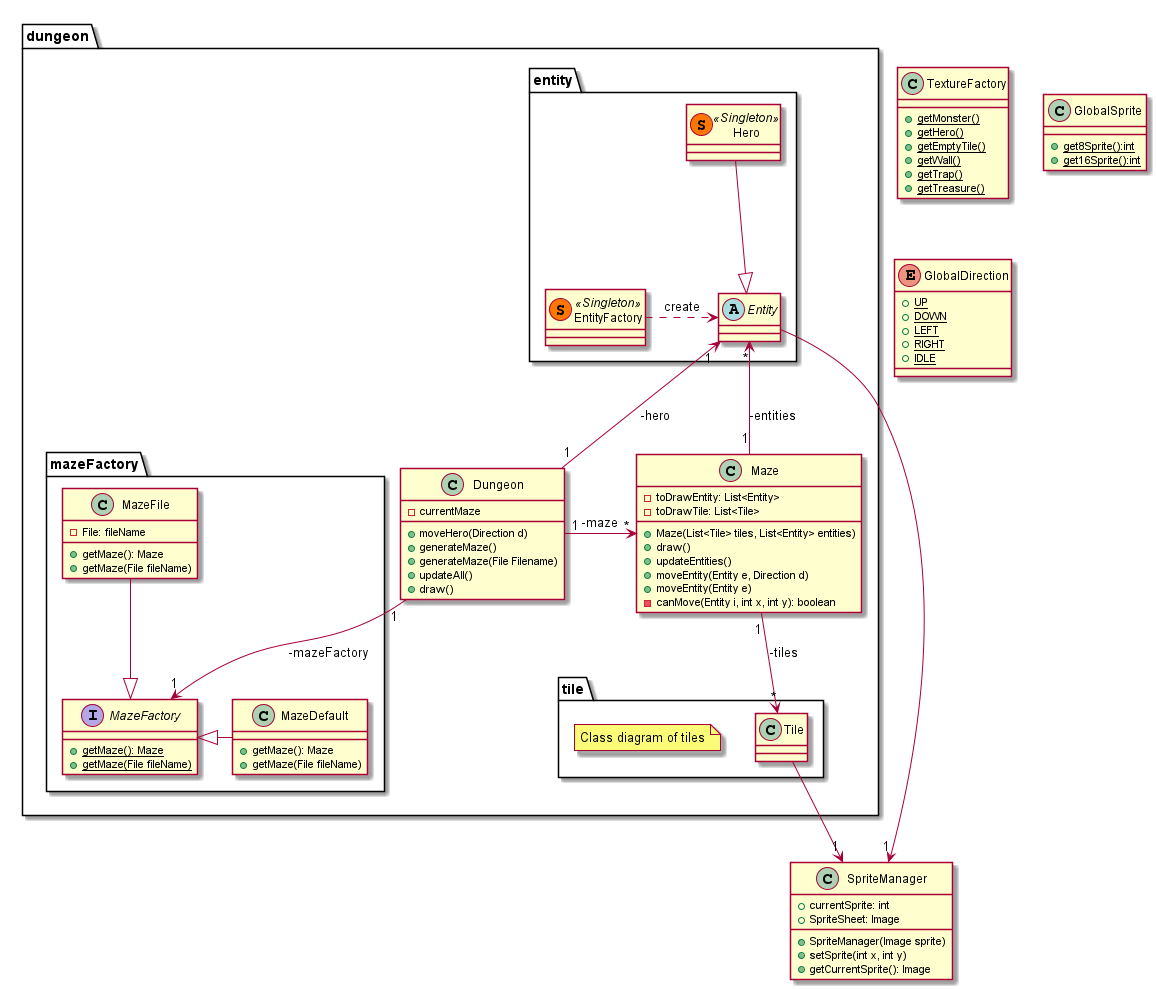 dungeon
entity
S
«Singleton»
Hero
S
«Singleton»
EntityFactory
create
A
Entity
1
*
-hero
-entities
1
1
C
TextureFactory
getMonster()
getHero()
getEmptyTile()
getWall()
getTrap()
getTreasure()
C
GlobalSprite
get8Sprite():int
get16Sprite():int
E
GlobalDirection
UP
DOWN
LEFT
RIGHT
IDLE
mazeFactory
C
MazeFile
File: fileName
getMaze(): Maze
getMaze(File fileName)
C
Dungeon
currentMaze
moveHero(Direction d)
generateMaze()
generateMaze(File Filename)
updateAll()
draw()
1
-maze
*
C
Maze
toDrawEntity: List<Entity>
toDrawTile: List<Tile>
Maze(List<Tile> tiles, List<Entity> entities)
draw()
updateEntities()
moveEntity(Entity e, Direction d)
moveEntity(Entity e)
canMove(Entity i, int x, int y): boolean
1
-mazeFactory
1
1
-tiles
*
I
MazeFactory
getMaze(): Maze
getMaze(File fileName)
C
MazeDefault
getMaze(): Maze
getMaze(File fileName)
tile
Class diagram of tiles
C
Tile
1
1
C
SpriteManager
currentSprite: int
SpriteSheet: Image
SpriteManager(Image sprite)
setSprite(int x, int y)
getCurrentSprite(): Image